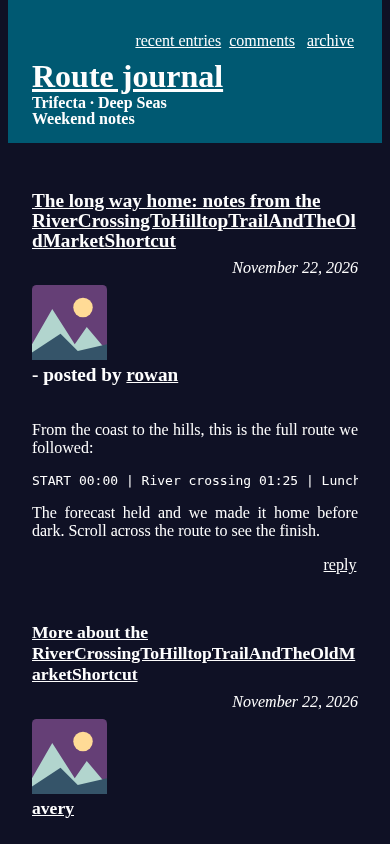 recent entries comments archive
Route journal
Trifecta · Deep Seas
Weekend notes
The long way home: notes from the
RiverCrossingToHilltopTrailAndTheOl
dMarketShortcut
November 22, 2026
- posted by rowan
From the coast to the hills, this is the full route we
followed:
START 00:00 | River crossing 01:25 | Lunch
The forecast held and we made it home before
dark. Scroll across the route to see the finish.
reply
More about the
RiverCrossingToHilltopTrailAndTheOldM
arketShortcut
November 22, 2026
avery